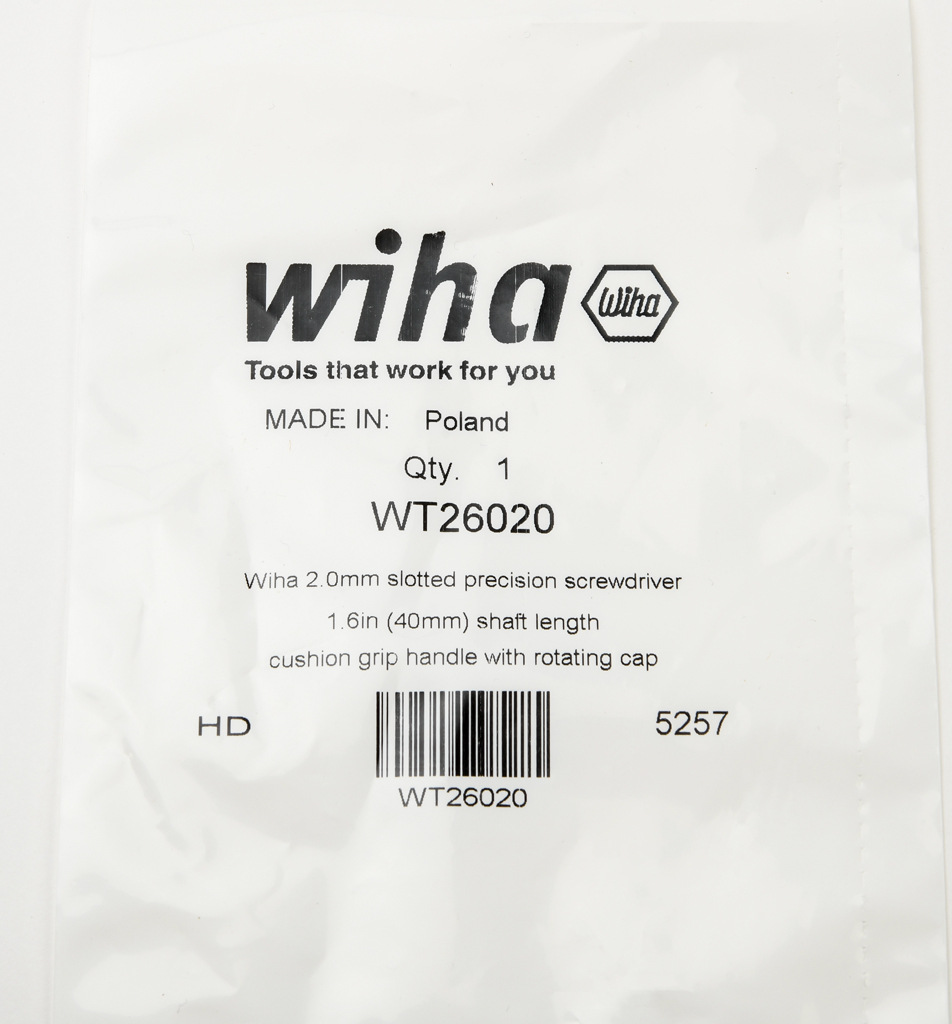 wiha Wiha
Tools that work for you
MADE IN: Poland
Qty. 1
WT26020
Wiha 2.0mm slotted precision screwdriver
1.6in (40mm) shaft length
cushion grip handle with rotating cap
HD 5257
WT26020